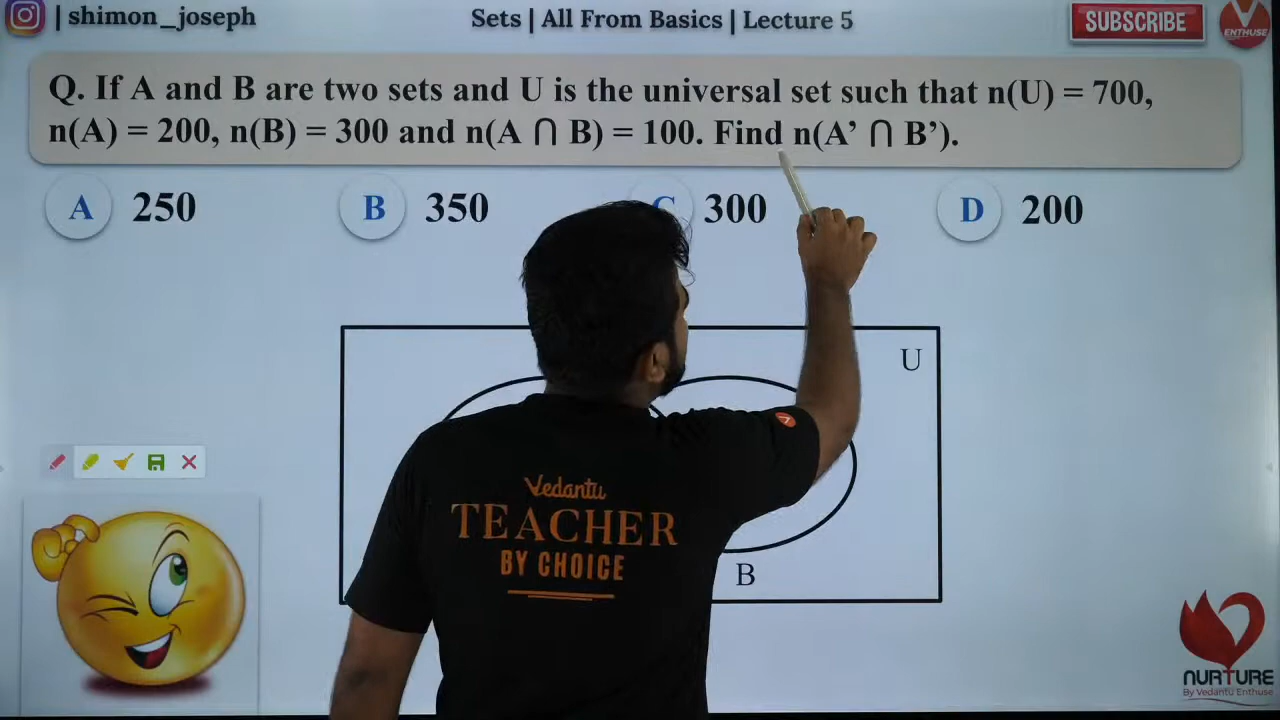 | shimon_joseph
Sets | All From Basics | Lecture 5
SUBSCRIBE
V
ENTHUSE
Q. If A and B are two sets and U is the universal set such that n(U) = 700,
n(A) = 200, n(B) = 300 and n(A ∩ B) = 100. Find n(A’ ∩ B’).
A 250
B 350
C 300
D 200
U
B
Vedantu
TEACHER
BY CHOICE
V
NURTURE
By Vedantu Enthuse